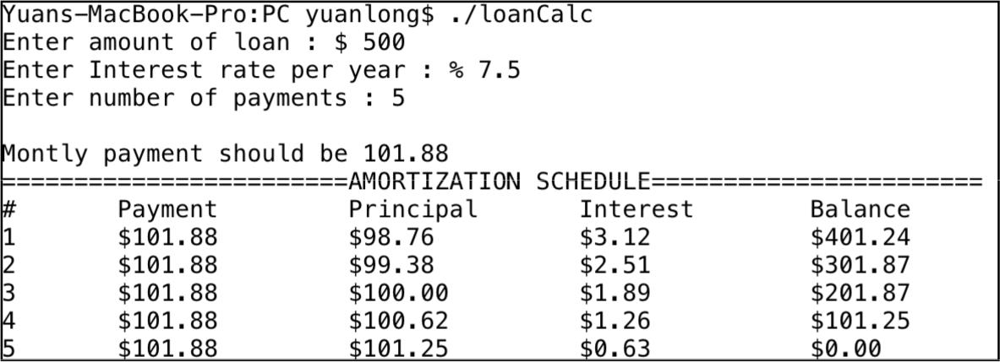 Yuans-MacBook-Pro:PC yuanlong$ ./loanCalc
Enter amount of loan : $ 500
Enter Interest rate per year : % 7.5
Enter number of payments : 5
Montly payment should be 101.88
========================AMORTIZATION SCHEDULE=======================
# Payment Principal Interest Balance
1 $101.88 $98.76 $3.12 $401.24
2 $101.88 $99.38 $2.51 $301.87
3 $101.88 $100.00 $1.89 $201.87
4 $101.88 $100.62 $1.26 $101.25
5 $101.88 $101.25 $0.63 $0.00